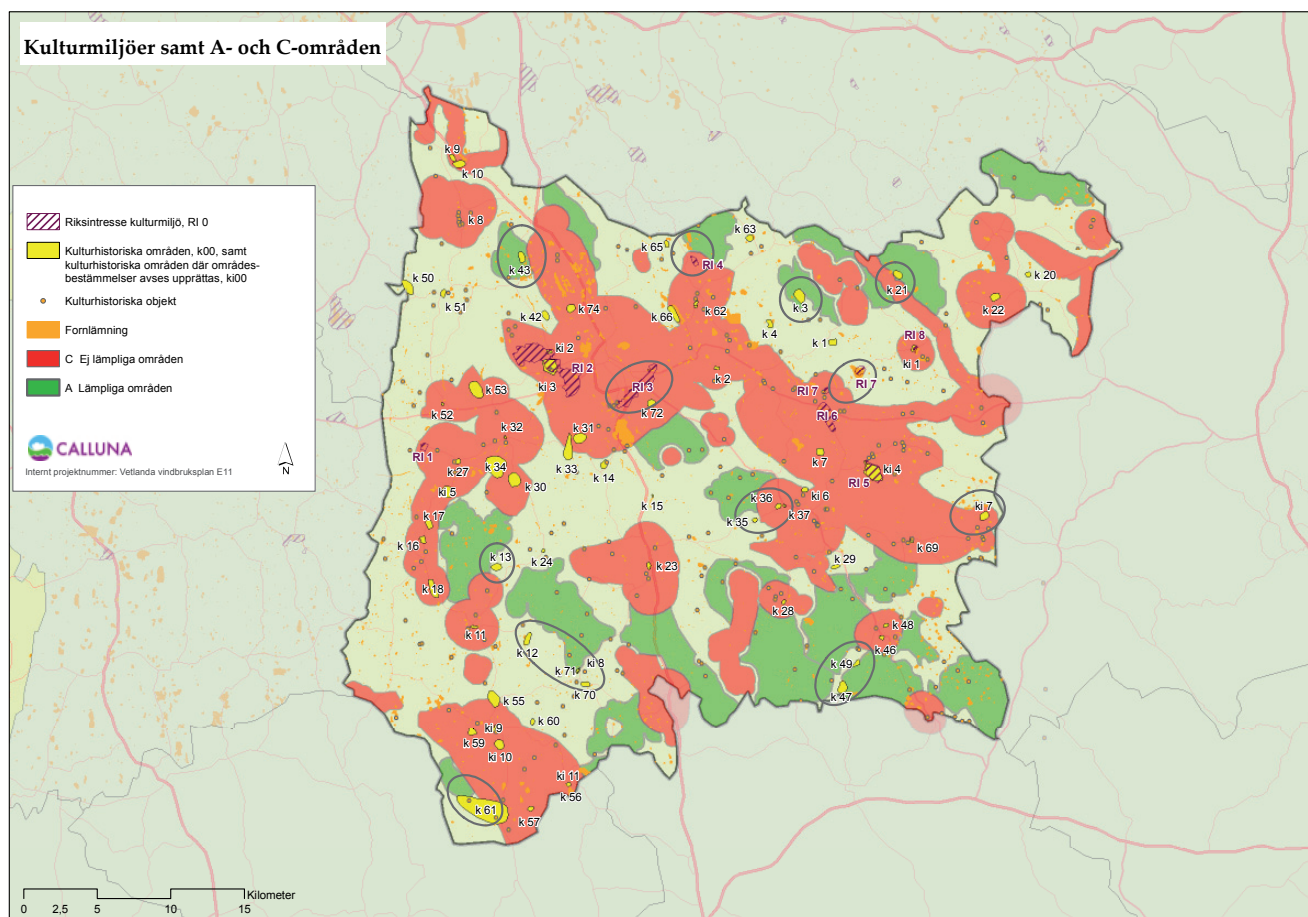 Kulturmiljöer samt A- och C-områden
Riksintresse kulturmiljö, RI 0
Kulturhistoriska områden, k00, samt
kulturhistoriska områden där områdes-
bestämmelser avses upprättas, ki00
Kulturhistoriska objekt
Fornlämning
C Ej lämpliga områden
A Lämpliga områden
CALLUNA
Internt projektnummer: Vetlanda vindbruksplan E11
N
k 9
k 10
k 8
k 43
k 50
k 51
k 42
k 74
k 65
RI 4
k 63
k 66
k 62
k 3
k 4
k 1
k 21
k 20
k 22
RI 8
ki 1
ki 2
RI 2
ki 3
RI 3
k 72
k 2
RI 7
RI 7
RI 6
k 53
k 52
k 32
k 31
k 33
k 14
RI 1
k 27
k 34
k 30
ki 5
k 7
ki 4
RI 5
k 15
k 36
k 35
k 37
ki 6
ki 7
k 17
k 16
k 13
k 24
k 18
k 23
k 29
k 69
k 28
k 11
k 48
k 46
k 12
k 71
ki 8
k 70
k 49
k 47
k 55
k 60
ki 9
k 59
ki 10
ki 11
k 56
k 61
k 57
Kilometer
0 2,5 5 10 15